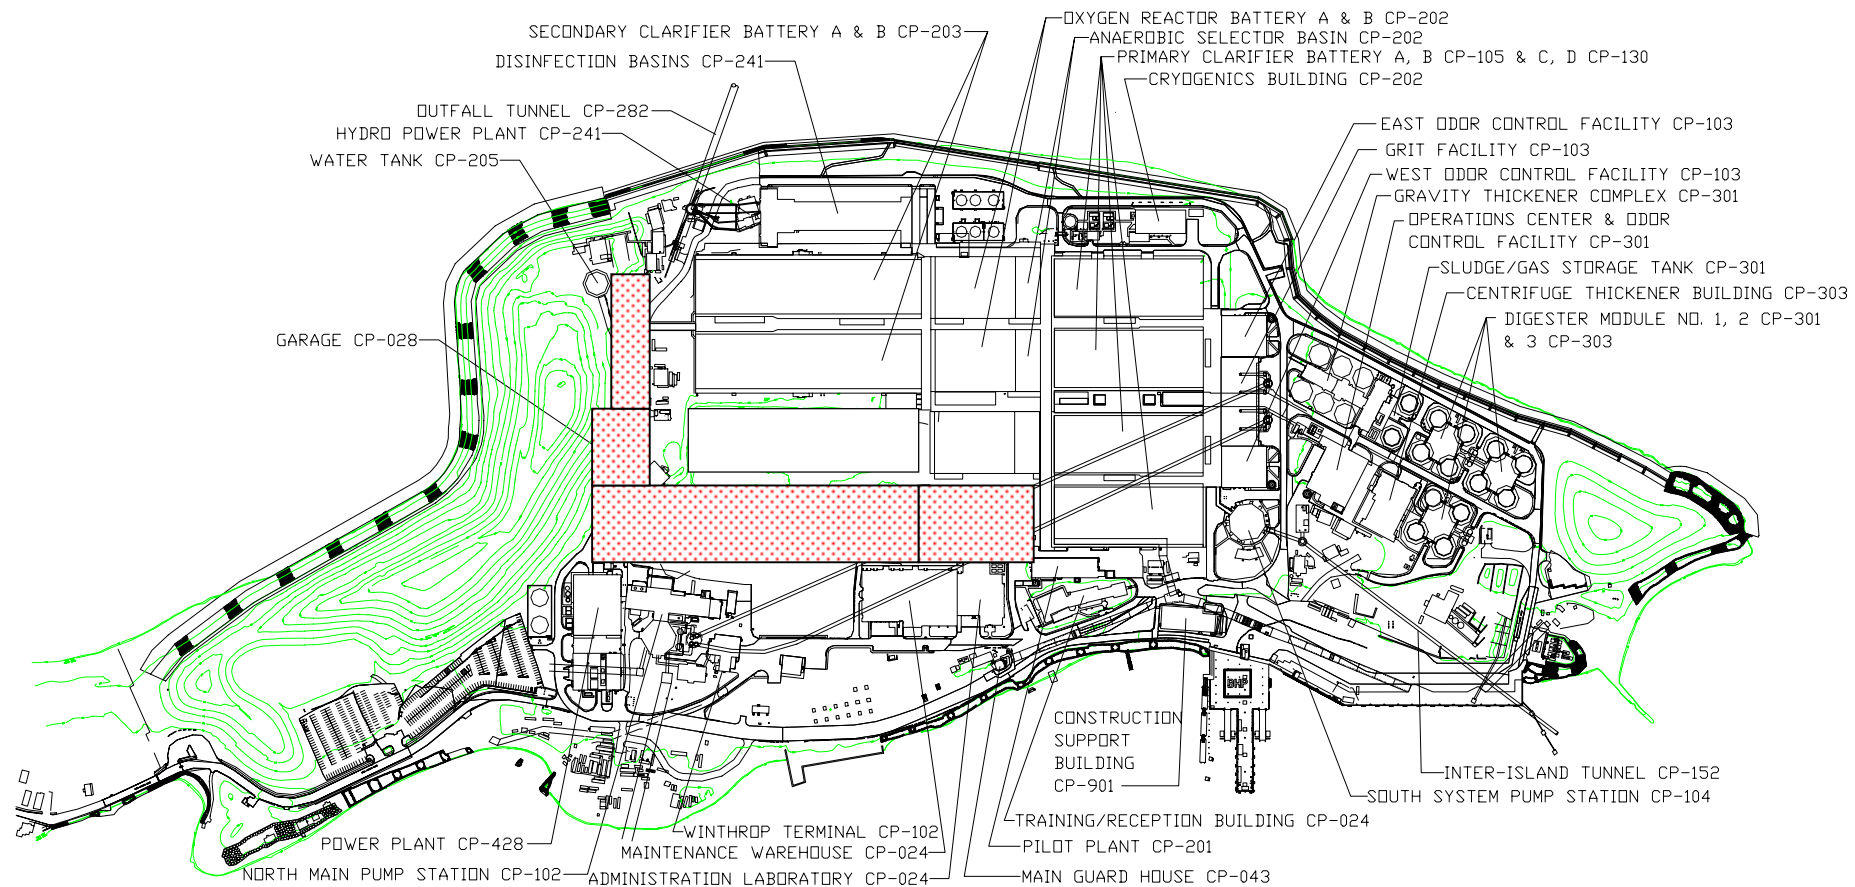 SECONDARY CLARIFIER BATTERY A & B CP-203
DISINFECTION BASINS CP-241
OUTFALL TUNNEL CP-282
HYDRO POWER PLANT CP-241
WATER TANK CP-205
GARAGE CP-028
OXYGEN REACTOR BATTERY A & B CP-202
ANAEROBIC SELECTOR BASIN CP-202
PRIMARY CLARIFIER BATTERY A, B CP-105 & C, D CP-130
CRYOGENICS BUILDING CP-202
EAST ODOR CONTROL FACILITY CP-103
GRIT FACILITY CP-103
WEST ODOR CONTROL FACILITY CP-103
GRAVITY THICKENER COMPLEX CP-301
OPERATIONS CENTER & ODOR
CONTROL FACILITY CP-301
SLUDGE/GAS STORAGE TANK CP-301
CENTRIFUGE THICKENER BUILDING CP-303
DIGESTER MODULE NO. 1, 2 CP-301
& 3 CP-303
BHP
CONSTRUCTION
SUPPORT
BUILDING
CP-901
INTER-ISLAND TUNNEL CP-152
SOUTH SYSTEM PUMP STATION CP-104
TRAINING/RECEPTION BUILDING CP-024
PILOT PLANT CP-201
MAIN GUARD HOUSE CP-043
WINTHROP TERMINAL CP-102
MAINTENANCE WAREHOUSE CP-024
ADMINISTRATION LABORATORY CP-024
POWER PLANT CP-428
NORTH MAIN PUMP STATION CP-102